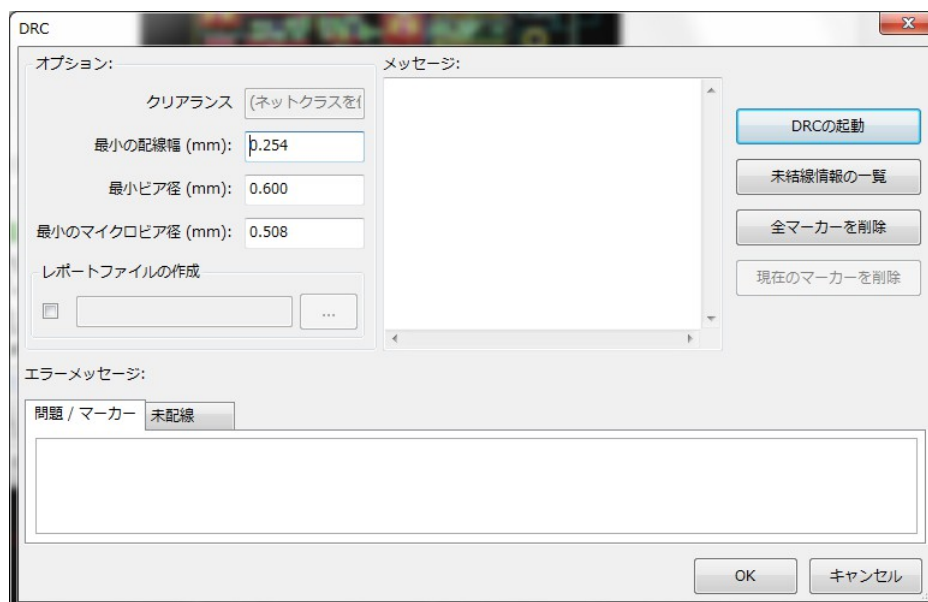 DRC
オプション:
メッセージ:
クリアランス (ネットクラスを
最小の配線幅 (mm): 0.254
最小ビア径 (mm): 0.600
最小のマイクロビア径 (mm): 0.508
レポートファイルの作成
...
DRCの起動
未結線情報の一覧
全マーカーを削除
現在のマーカーを削除
エラーメッセージ:
問題 / マーカー 未配線
OK キャンセル